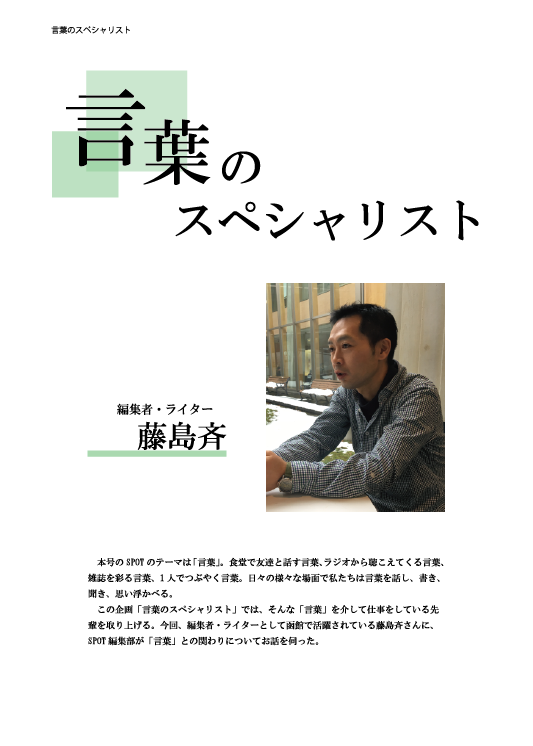 言葉のスペシャリスト
言葉の
スペシャリスト
編集者・ライター
藤島斉
本号の SPOT のテーマは「言葉」。食堂で友達と話す言葉、ラジオから聴こえてくる言葉、
雑誌を彩る言葉、1 人でつぶやく言葉。日々の様々な場面で私たちは言葉を話し、書き、
聞き、思い浮かべる。
この企画「言葉のスペシャリスト」では、そんな「言葉」を介して仕事をしている先
輩を取り上げる。今回、編集者・ライターとして函館で活躍されている藤島斉さんに、
SPOT 編集部が「言葉」との関わりについてお話を伺った。